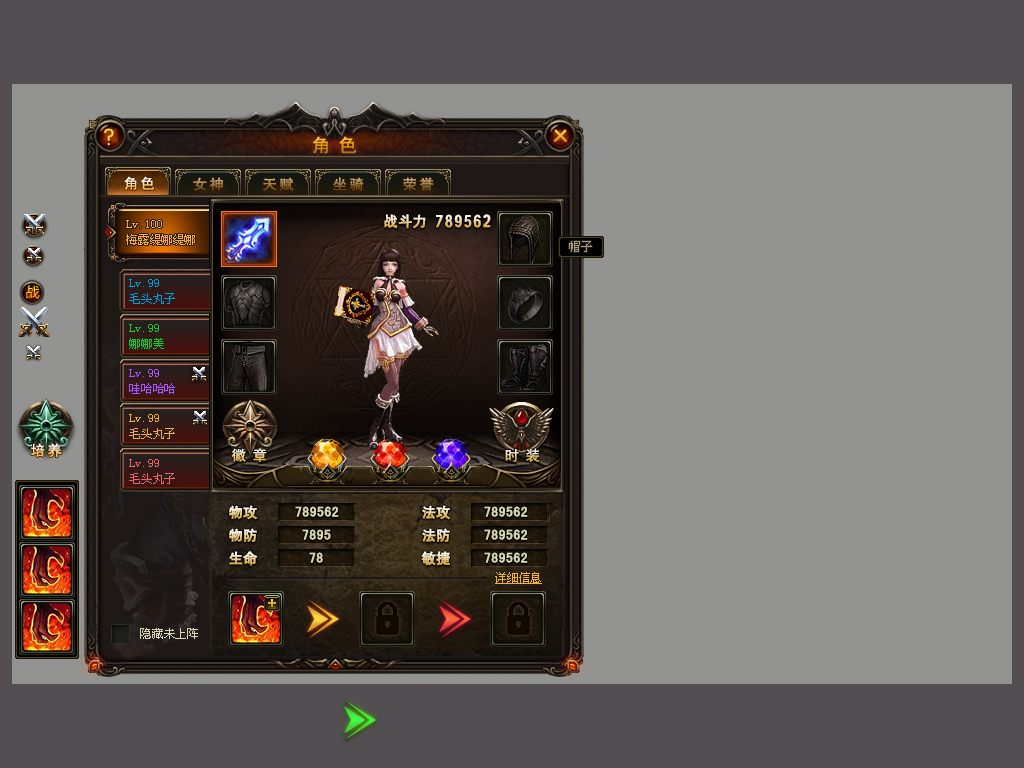 ?
角色
角色
女神
天赋
坐骑
荣誉
Lv.100
梅露缇娜缇娜
战斗力 789562
帽子
Lv.99
毛头丸子
战
Lv.99
娜娜美
Lv.99
哇哈哈哈
Lv.99
毛头丸子
培养
徽章
时装
Lv.99
毛头丸子
物攻 789562 法攻 789562
物防 7895 法防 789562
生命 78 敏捷 789562
详细信息
隐藏未上阵